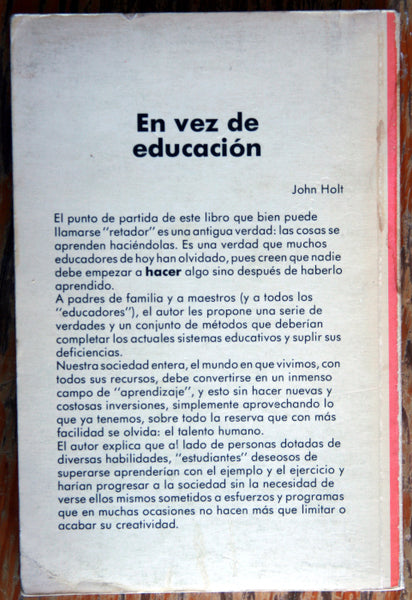 En vez de
educación
John Holt
El punto de partida de este libro que bien puede
llamarse "retador" es una antigua verdad: las cosas se
aprenden haciéndolas. Es una verdad que muchos
educadores de hoy han olvidado, pues creen que nadie
debe empezar a hacer algo sino después de haberlo
aprendido.
A padres de familia y a maestros (y a todos los
"educadores"), el autor les propone una serie de
verdades y un conjunto de métodos que deberían
completar los actuales sistemas educativos y suplir sus
deficiencias.
Nuestra sociedad entera, el mundo en que vivimos, con
todos sus recursos, debe convertirse en un inmenso
campo de "aprendizaje", y esto sin hacer nuevas y
costosas inversiones, simplemente aprovechando lo
que ya tenemos, sobre todo la reserva que con más
facilidad se olvida: el talento humano.
El autor explica que al lado de personas dotadas de
diversas habilidades, "estudiantes" deseosos de
superarse aprenderían con el ejemplo y el ejercicio y
harían progresar a la sociedad sin la necesidad de
verse ellos mismos sometidos a esfuerzos y programas
que en muchas ocasiones no hacen más que limitar o
acabar su creatividad.